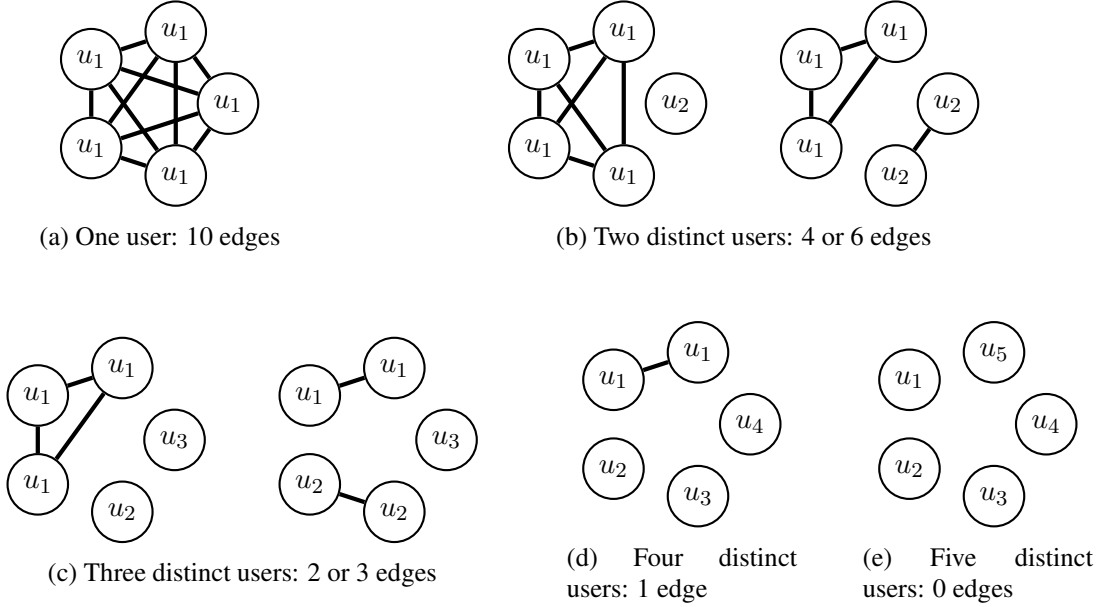 u₁
u₁
u₁
u₁
u₁
(a) One user: 10 edges
u₁
u₁
u₂
u₁
u₁
u₁
u₁
u₂
u₁
u₂
(b) Two distinct users: 4 or 6 edges
u₁
u₁
u₃
u₁
u₂
u₁
u₁
u₃
u₂
u₂
(c) Three distinct users: 2 or 3 edges
u₁
u₁
u₄
u₂
u₃
(d) Four distinct
users: 1 edge
u₅
u₁
u₄
u₂
u₃
(e) Five distinct
users: 0 edges